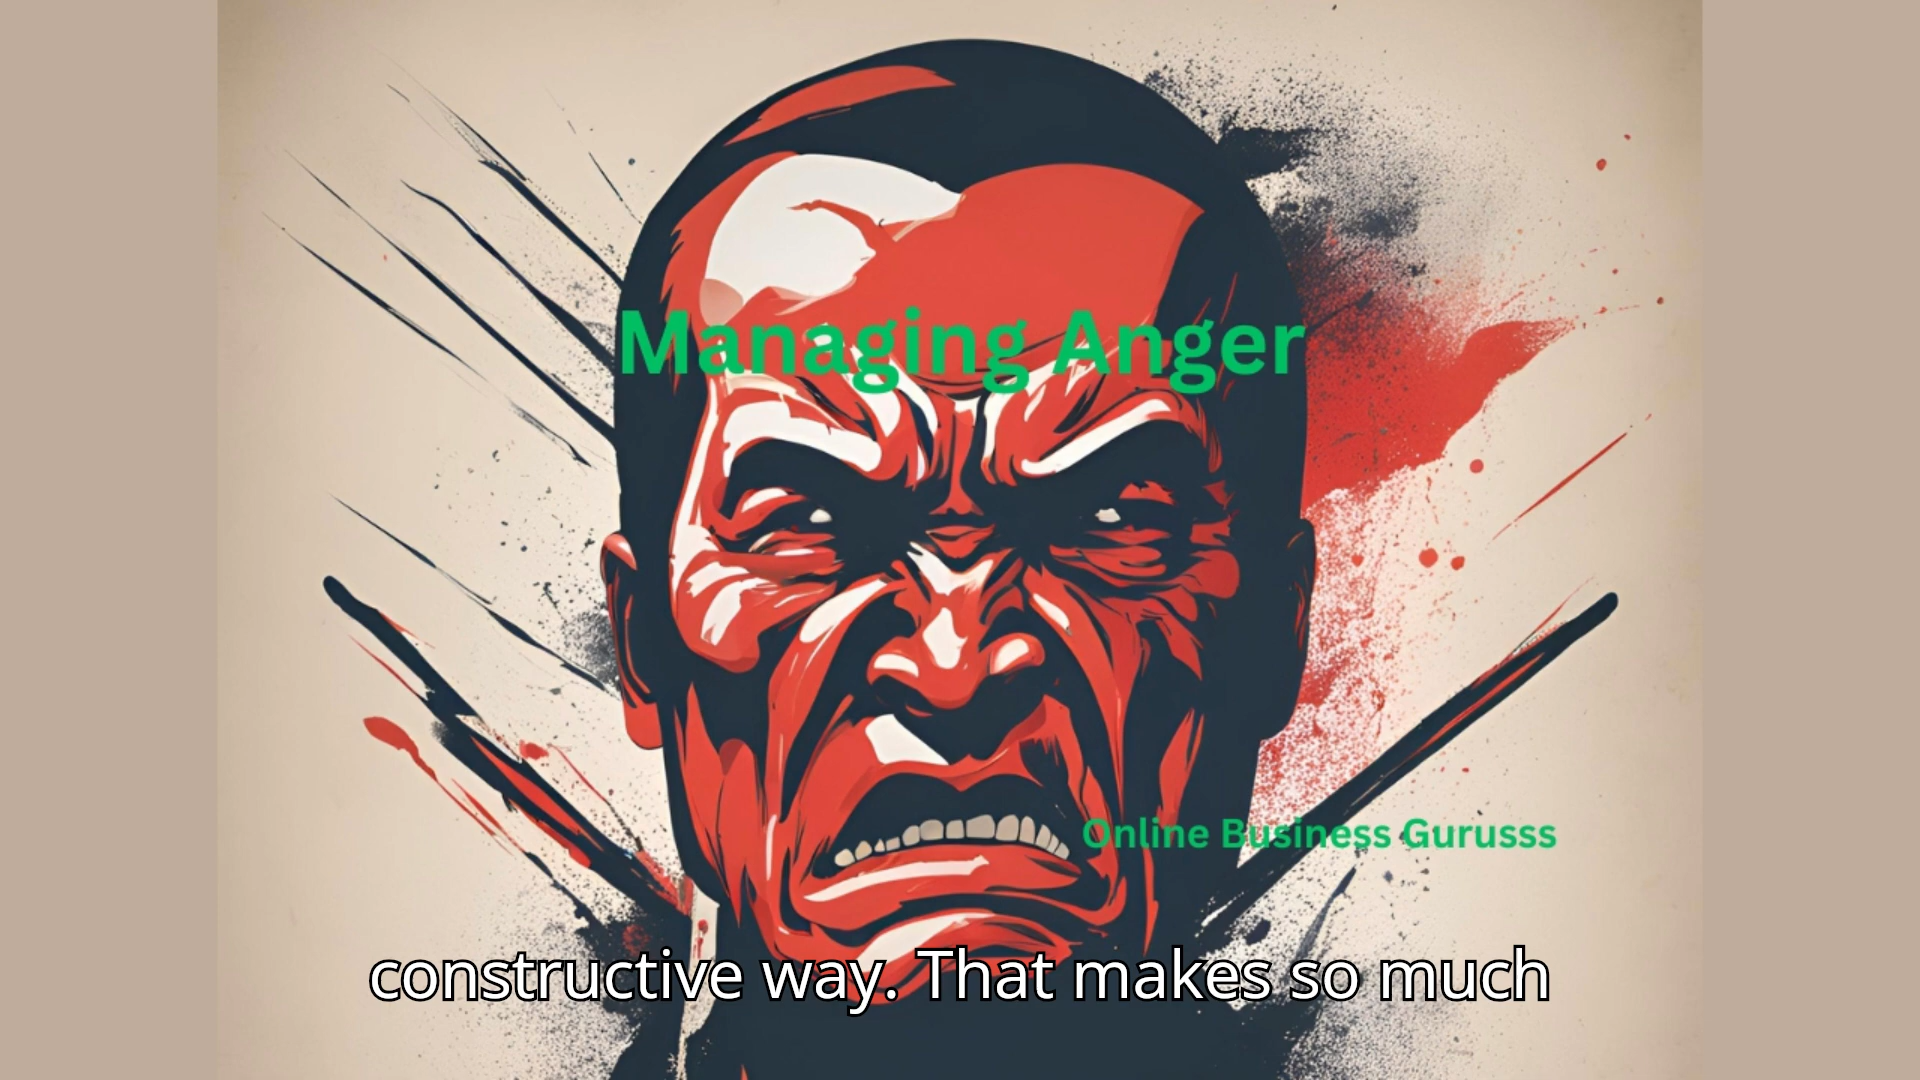 Managing Anger
Online Business Gurusss
constructive way. That makes so much